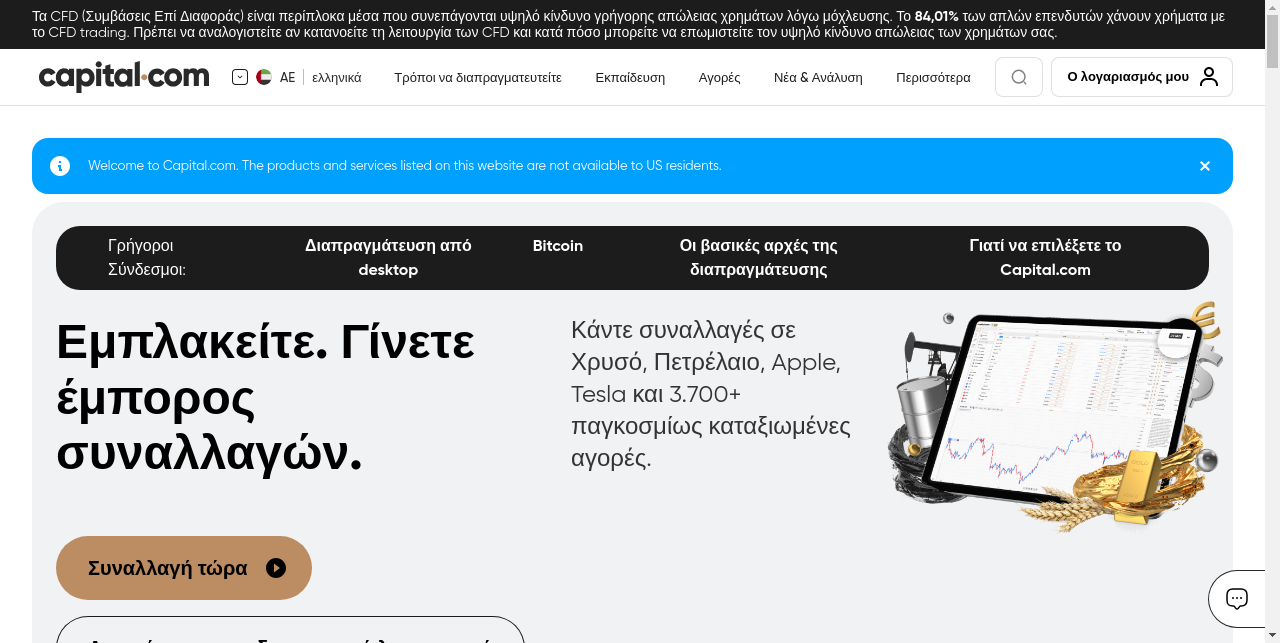 Τα CFD (Συμβάσεις Επί Διαφοράς) είναι περίπλοκα μέσα που συνεπάγονται υψηλό κίνδυνο γρήγορης απώλειας χρημάτων λόγω μόχλευσης. Το 84,01% των απλών επενδυτών χάνουν χρήματα με
το CFD trading. Πρέπει να αναλογιστείτε αν κατανοείτε τη λειτουργία των CFD και κατά πόσο μπορείτε να επωμιστείτε τον υψηλό κίνδυνο απώλειας των χρημάτων σας.
capital.com
AE ελληνικά Τρόποι να διαπραγματευτείτε Εκπαίδευση Αγορές Νέα & Ανάλυση Περισσότερα Ο λογαριασμός μου
Welcome to Capital.com. The products and services listed on this website are not available to US residents.
Γρήγοροι Σύνδεσμοι:
Διαπραγμάτευση από desktop
Bitcoin
Οι βασικές αρχές της διαπραγμάτευσης
Γιατί να επιλέξετε το Capital.com
Εμπλακείτε. Γίνετε
έμπορος
συναλλαγών.
Κάντε συναλλαγές σε
Χρυσό, Πετρέλαιο, Apple,
Tesla και 3.700+
παγκοσμίως καταξιωμένες
αγορές.
Συναλλαγή τώρα